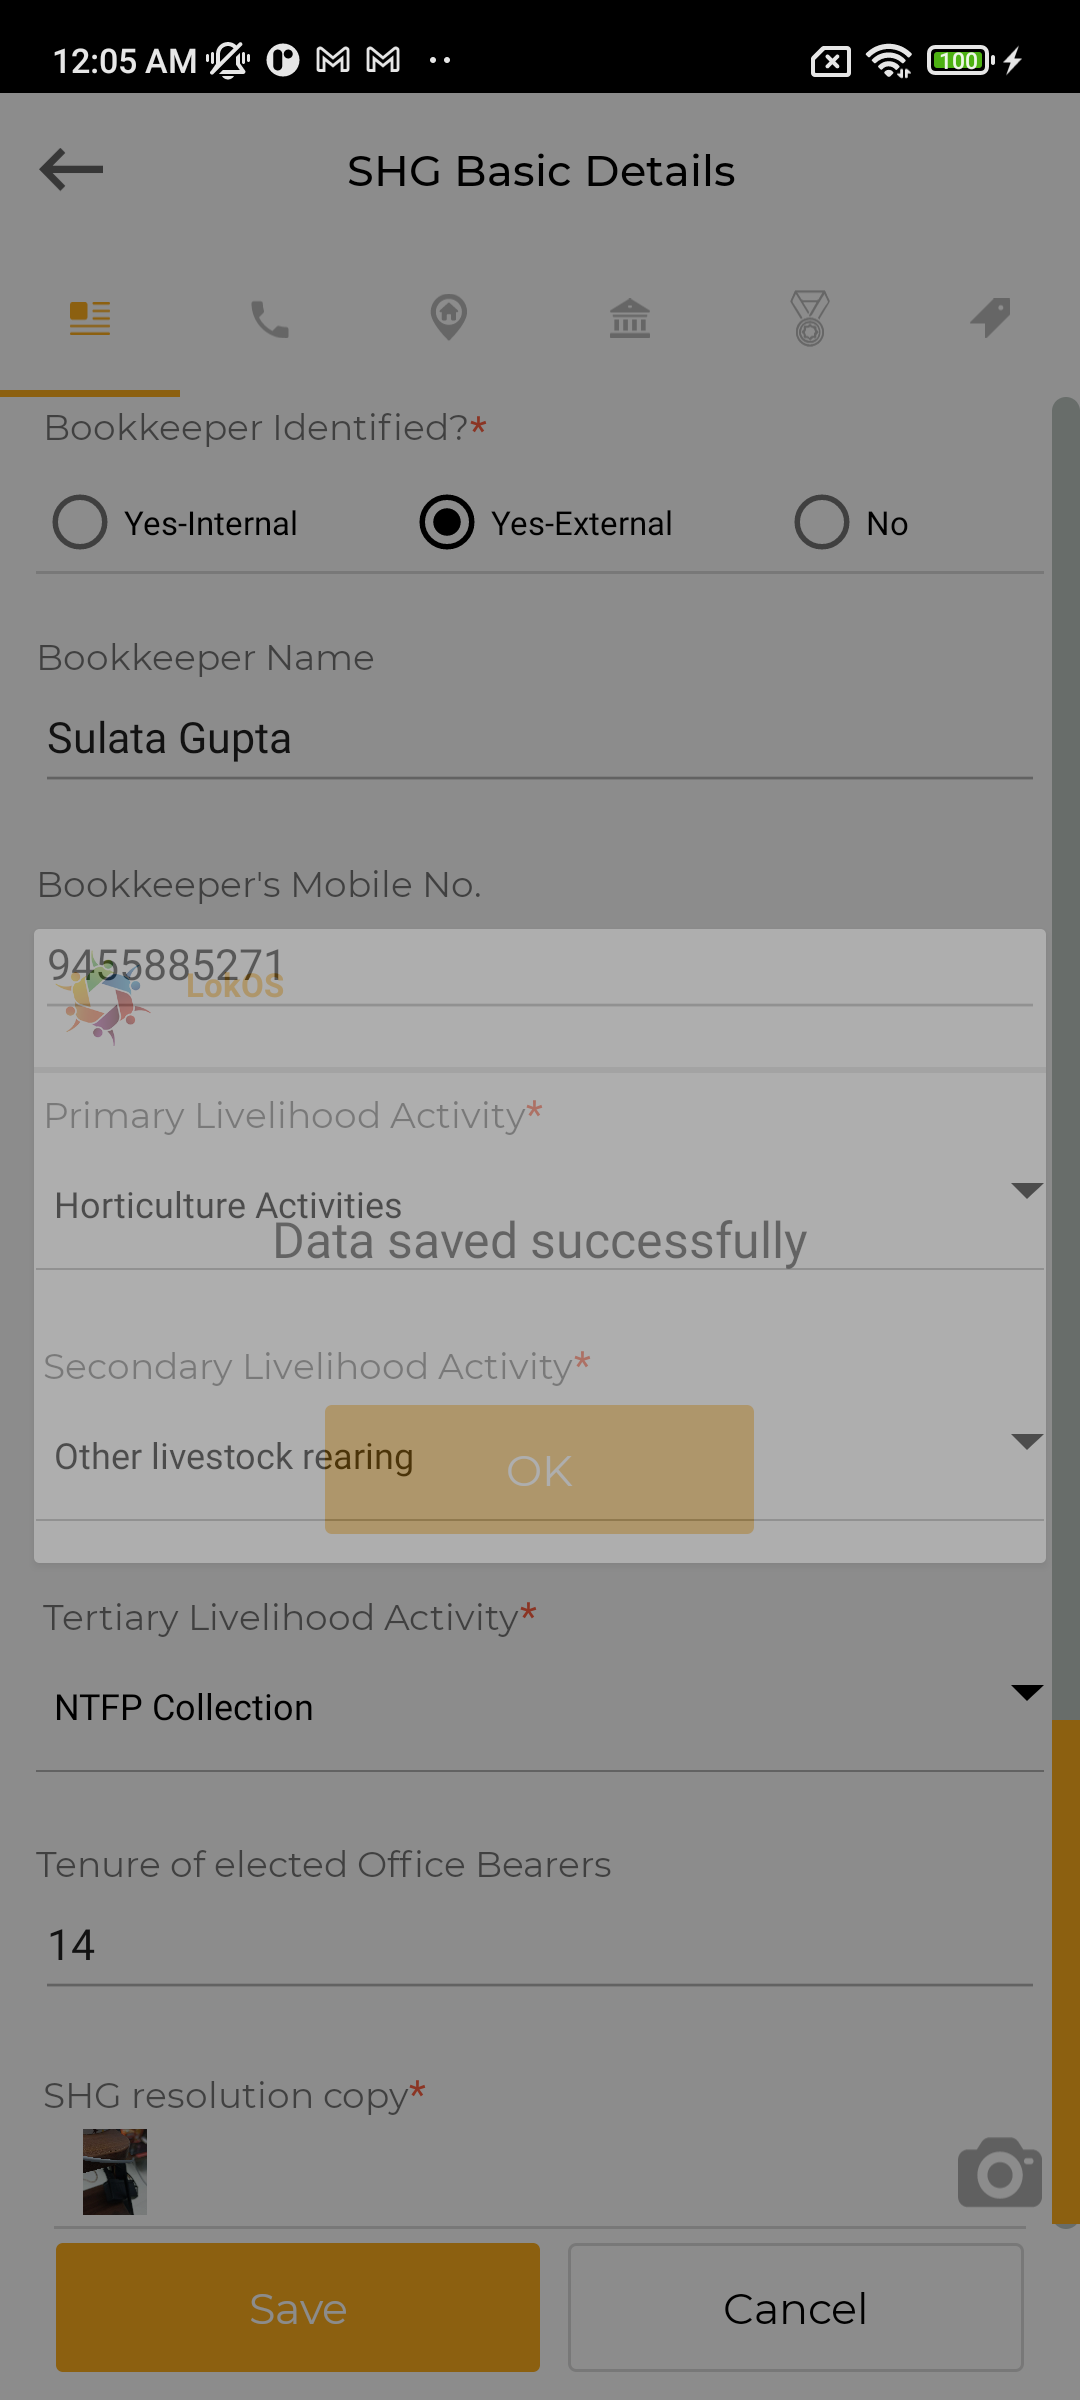 12:05 AM
100
SHG Basic Details
Bookkeeper Identified?*
Yes-Internal Yes-External No
Bookkeeper Name
Sulata Gupta
Bookkeeper's Mobile No.
9455885271
LokOS
Primary Livelihood Activity*
Horticulture Activities
Data saved successfully
Secondary Livelihood Activity*
Other livestock rearing
OK
Tertiary Livelihood Activity*
NTFP Collection
Tenure of elected Office Bearers
14
SHG resolution copy*
Save Cancel